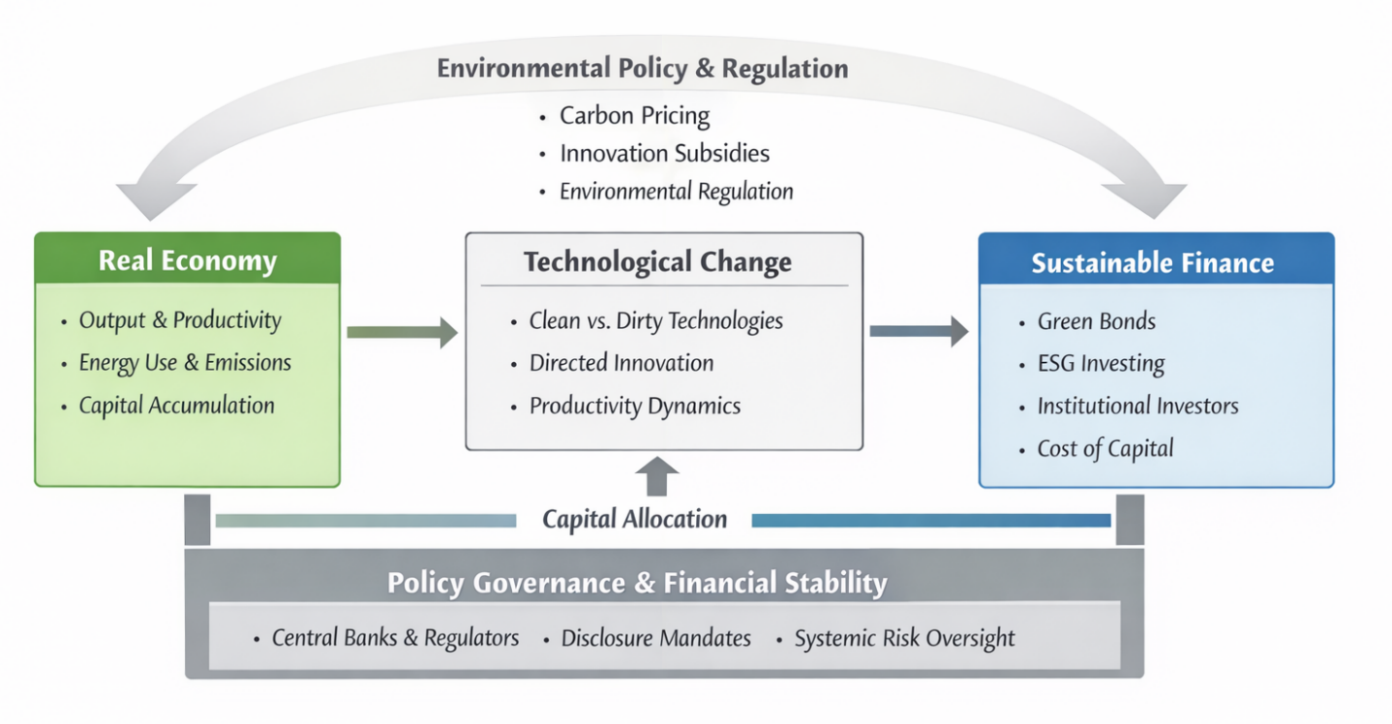 Environmental Policy & Regulation
• Carbon Pricing
• Innovation Subsidies
• Environmental Regulation
Real Economy
• Output & Productivity
• Energy Use & Emissions
• Capital Accumulation
Technological Change
• Clean vs. Dirty Technologies
• Directed Innovation
• Productivity Dynamics
Sustainable Finance
• Green Bonds
• ESG Investing
• Institutional Investors
• Cost of Capital
Capital Allocation
Policy Governance & Financial Stability
• Central Banks & Regulators • Disclosure Mandates • Systemic Risk Oversight